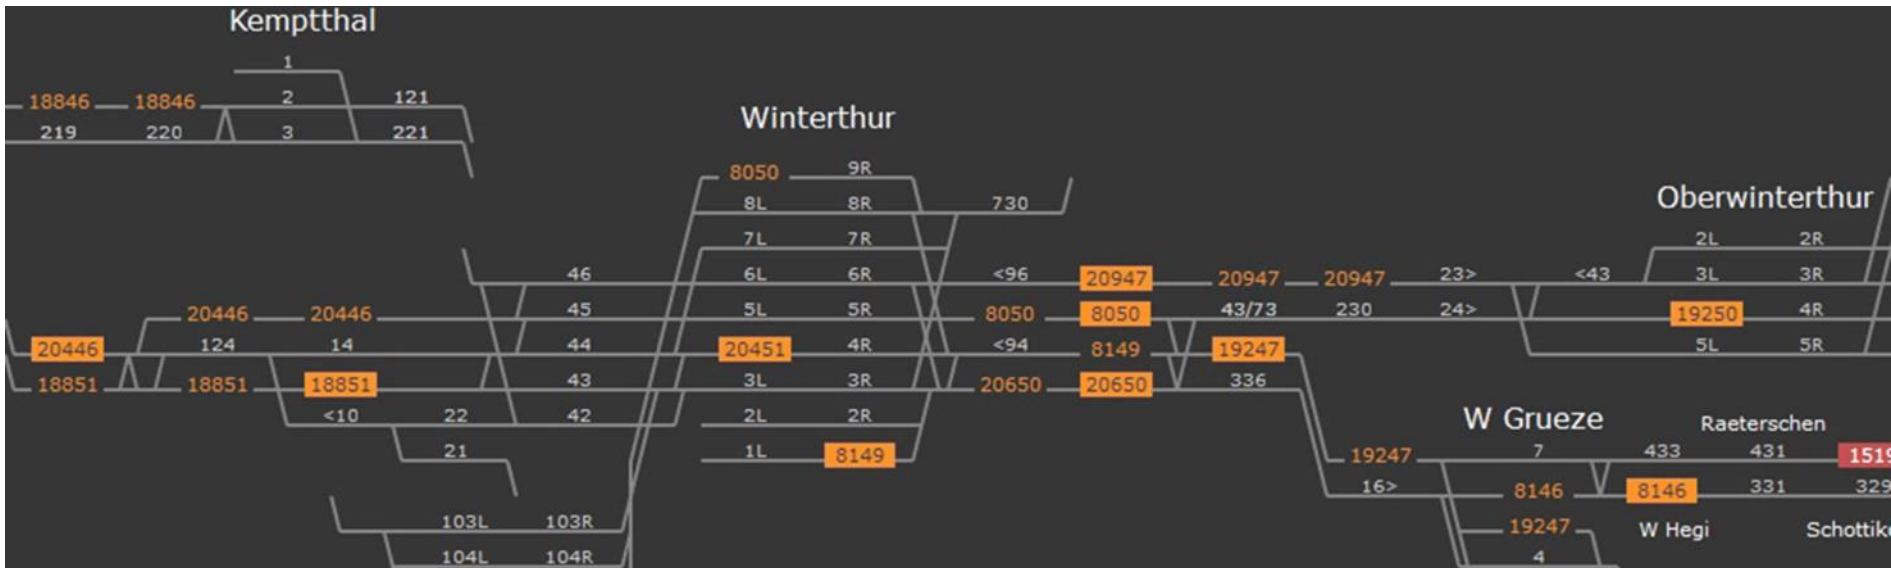 Kemptthal
1
18846 18846 2 121
219 220 3 221
Winterthur
8050 9R
8L 8R 730
Oberwinterthur
7L 7R 2L 2R
46 6L 6R <96 20947 20947 20947 23> <43 3L 3R
20446 20446 45 5L 5R 8050 8050 43/73 230 24> 19250 4R
20446 124 14 44 20451 4R <94 8149 19247 5L 5R
18851 18851 18851 43 3L 3R 20650 20650 336
<10 22 42 2L 2R W Grueze Raeterschen
21 1L 8149 19247 7 433 431 1519
16> 8146 8146 331 329
103L 103R 19247 W Hegi Schottike
104L 104R 4